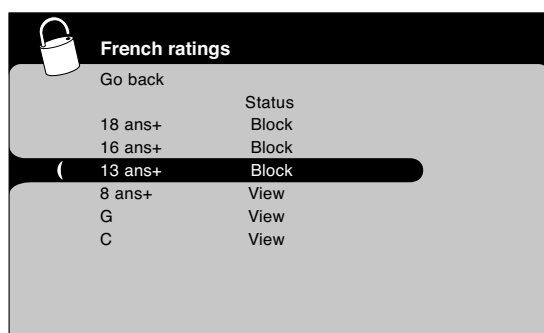 French ratings
Go back
Status
18 ans+ Block
16 ans+ Block
13 ans+ Block
8 ans+ View
G View
C View